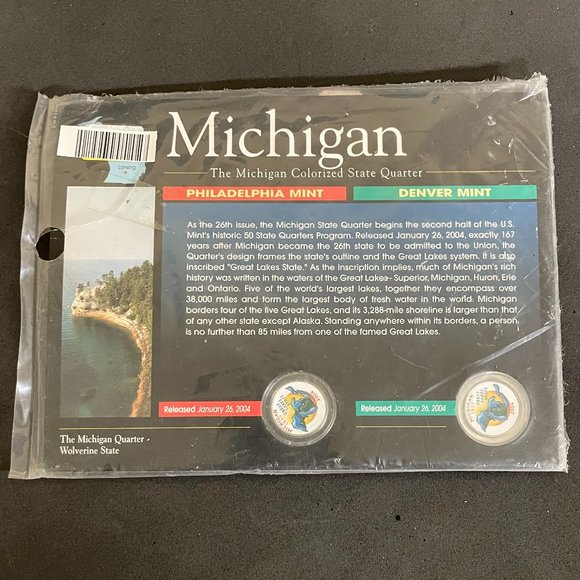 Michigan
Lansing
The Michigan Colorized State Quarter
PHILADELPHIA MINT
DENVER MINT
As the 26th issue, the Michigan State Quarter begins the second half of the U.S.
Mint's historic 50 State Quarters Program. Released January 26, 2004, exactly 167
years after Michigan became the 26th state to be admitted to the Union, the
Quarter's design frames the state's outline and the Great Lakes system. It is also
inscribed "Great Lakes State." As the inscription implies, much of Michigan's rich
history was written in the waters of the Great Lakes - Superior, Michigan, Huron, Erie
and Ontario. Five of the world's largest lakes, together they encompass over
38,000 miles and form the largest body of fresh water in the world. Michigan
borders four of the five Great Lakes, and its 3,288-mile shoreline is larger than that
of any other state except Alaska. Standing anywhere within its borders, a person
is no further than 85 miles from one of the famed Great Lakes.
Released January 26, 2004
Released January 26, 2004
The Michigan Quarter -
Wolverine State